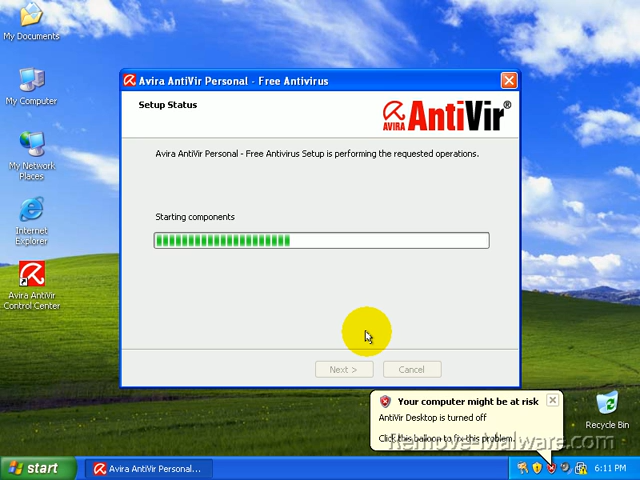 My Documents
My Computer
My Network
Places
Internet
Explorer
Avira AntiVir
Control Center
Avira AntiVir Personal - Free Antivirus
Setup Status
AVIRA AntiVir®
Avira AntiVir Personal - Free Antivirus Setup is performing the requested operations.
Starting components
Next >
Cancel
Your computer might be at risk
AntiVir Desktop is turned off
Click this balloon to fix this problem.
Remove-Malware.com
Recycle Bin
start
Avira AntiVir Personal...
6:11 PM